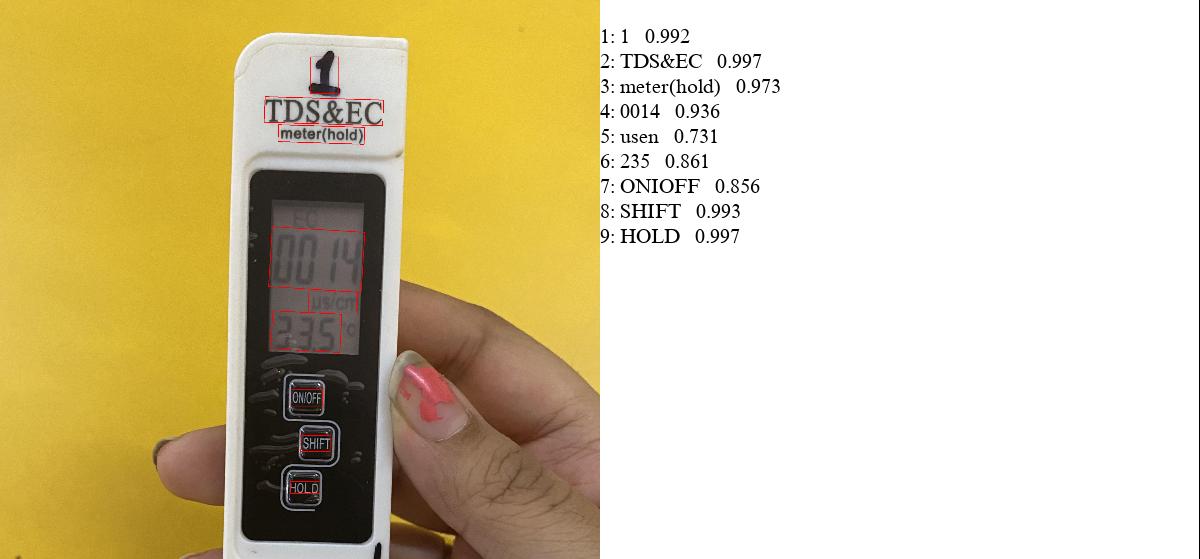 1
TDS&EC
meter(hold)
EC
0014
µs/cm
23.5 °C
ON/OFF
SHIFT
HOLD
1: 1 0.992
2: TDS&EC 0.997
3: meter(hold) 0.973
4: 0014 0.936
5: usen 0.731
6: 235 0.861
7: ONIOFF 0.856
8: SHIFT 0.993
9: HOLD 0.997